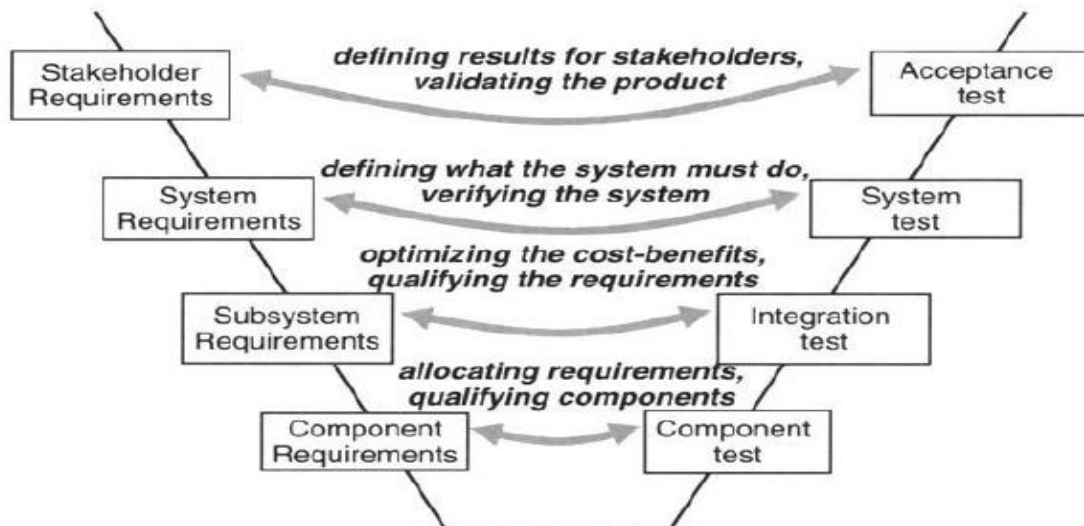 defining results for stakeholders,
validating the product
Stakeholder
Requirements
Acceptance
test
defining what the system must do,
verifying the system
System
Requirements
System
test
optimizing the cost-benefits,
qualifying the requirements
Subsystem
Requirements
Integration
test
allocating requirements,
qualifying components
Component
Requirements
Component
test